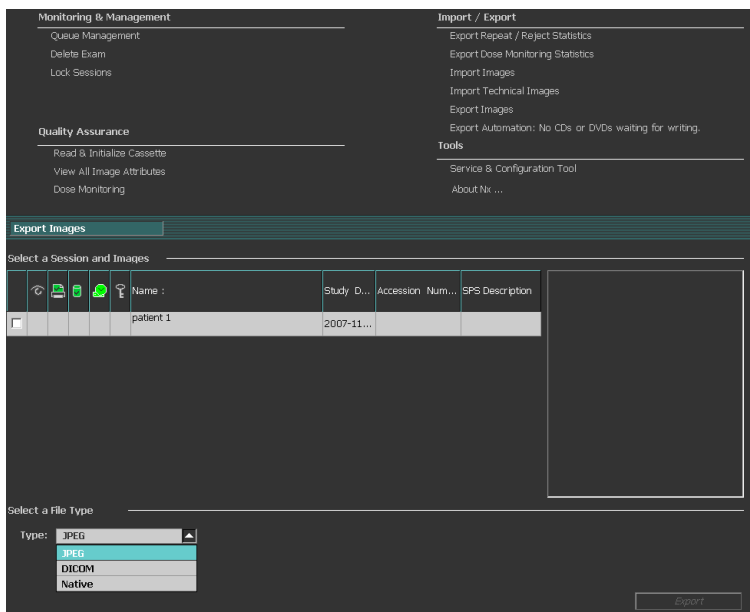 Monitoring & Management
Queue Management
Delete Exam
Lock Sessions
Quality Assurance
Read & Initialize Cassette
View All Image Attributes
Dose Monitoring
Import / Export
Export Repeat / Reject Statistics
Export Dose Monitoring Statistics
Import Images
Import Technical Images
Export Images
Export Automation: No CDs or DVDs waiting for writing.
Tools
Service & Configuration Tool
About Nx ...
Export Images
Select a Session and Images
Name : Study D... Accession Num... SPS Description
patient 1 2007-11...
Select a File Type
Type: JPEG
JPEG
DICOM
Native
Export